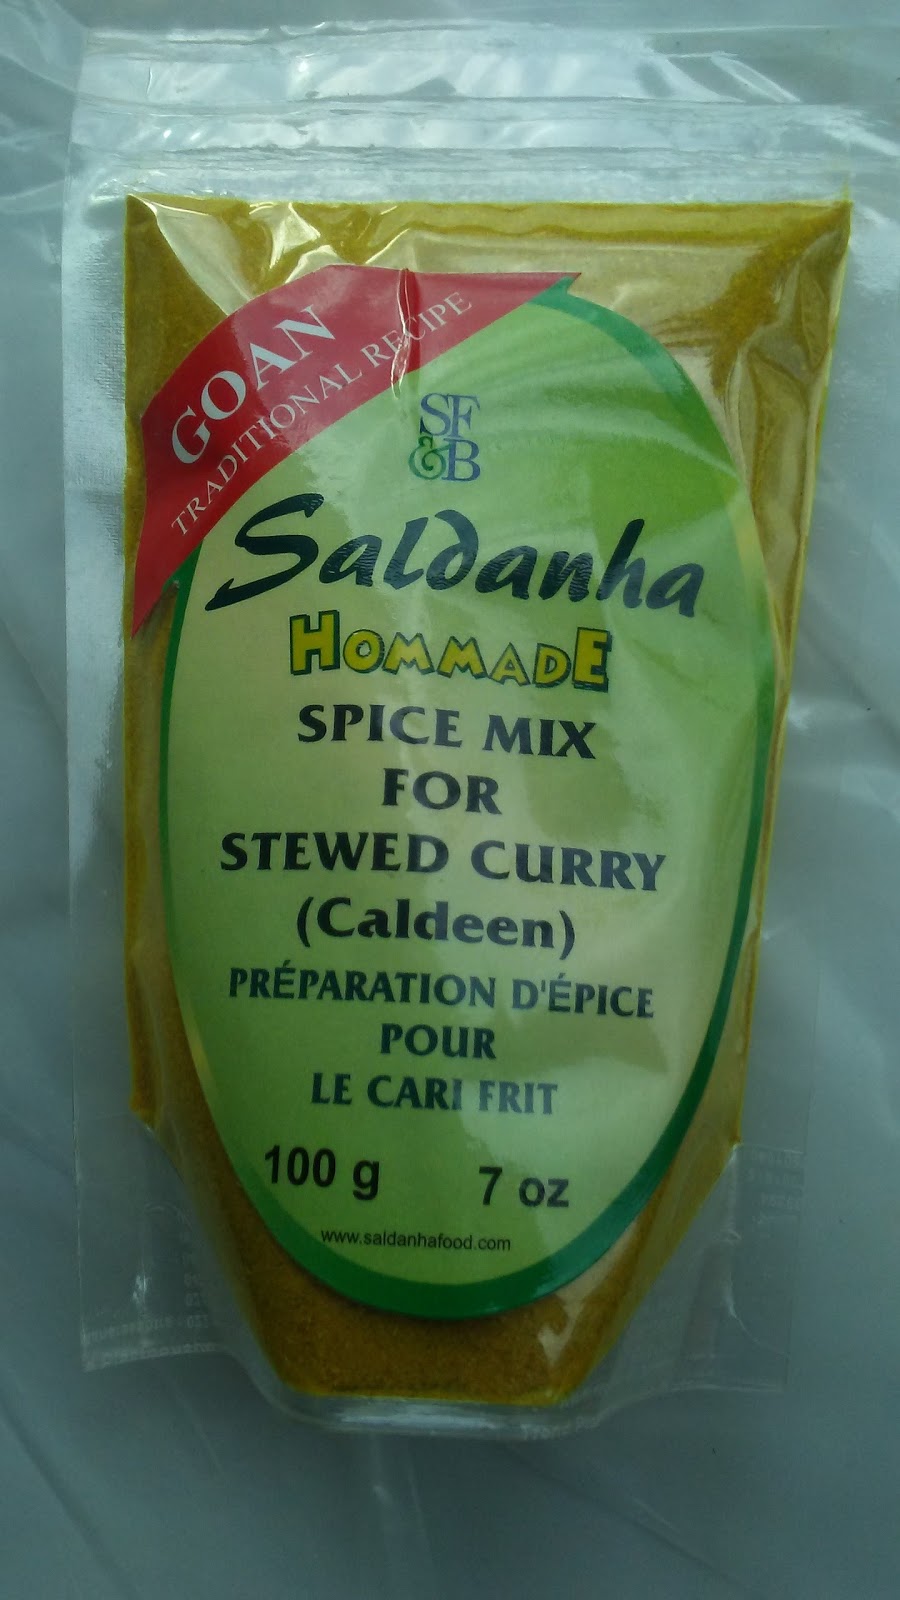 GOAN
TRADITIONAL RECIPE
SF
&B
Saldanha
HOMMADE
SPICE MIX
FOR
STEWED CURRY
(Caldeen)
PRÉPARATION D'ÉPICE
POUR
LE CARI FRIT
100 g 7 oz
www.saldanhafood.com